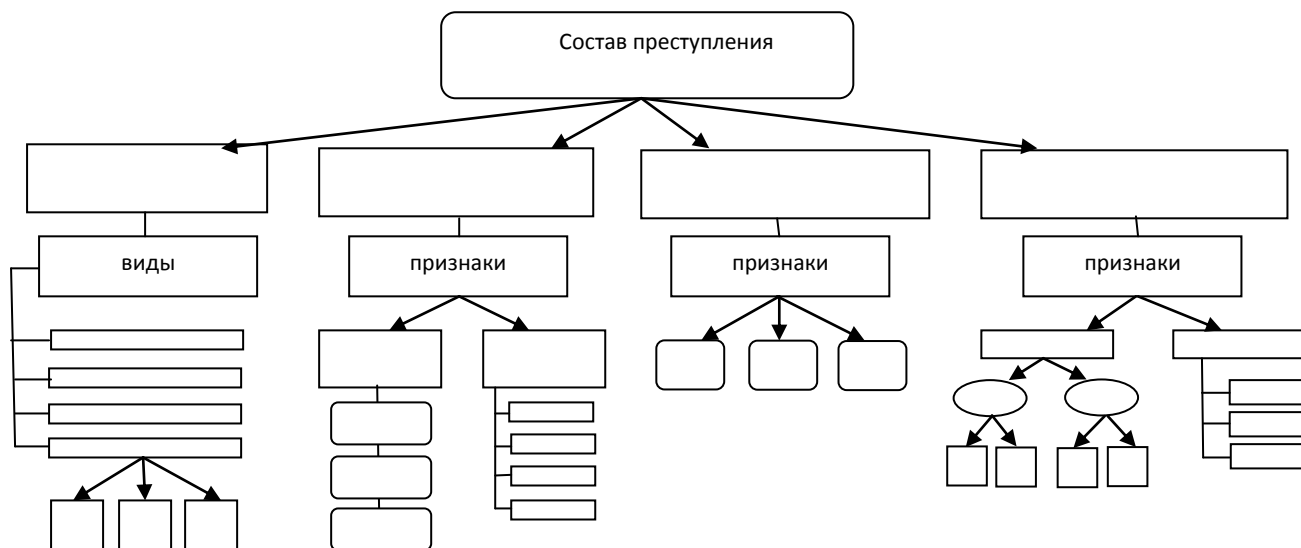 Состав преступления
виды
признаки
признаки
признаки